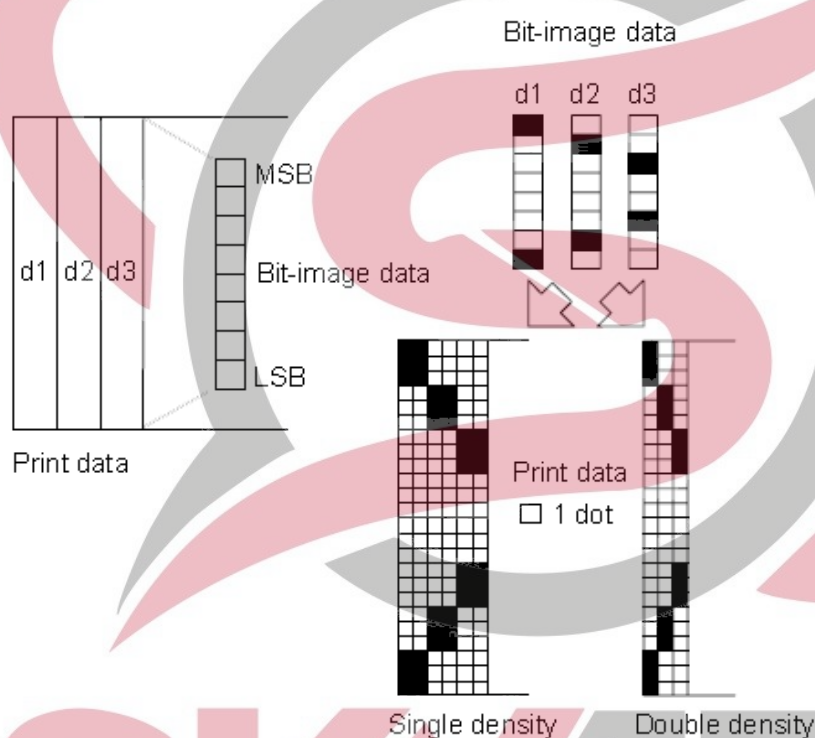 Bit-image data
d1 d2 d3
MSB
d1 d2 d3
Bit-image data
LSB
Print data
Print data
1 dot
Single density
Double density